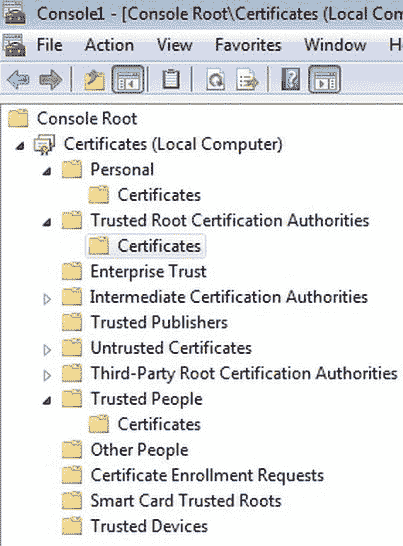 Console1 - [Console Root\Certificates (Local Com
File Action View Favorites Window H
Console Root
Certificates (Local Computer)
Personal
Certificates
Trusted Root Certification Authorities
Certificates
Enterprise Trust
Intermediate Certification Authorities
Trusted Publishers
Untrusted Certificates
Third-Party Root Certification Authorities
Trusted People
Certificates
Other People
Certificate Enrollment Requests
Smart Card Trusted Roots
Trusted Devices